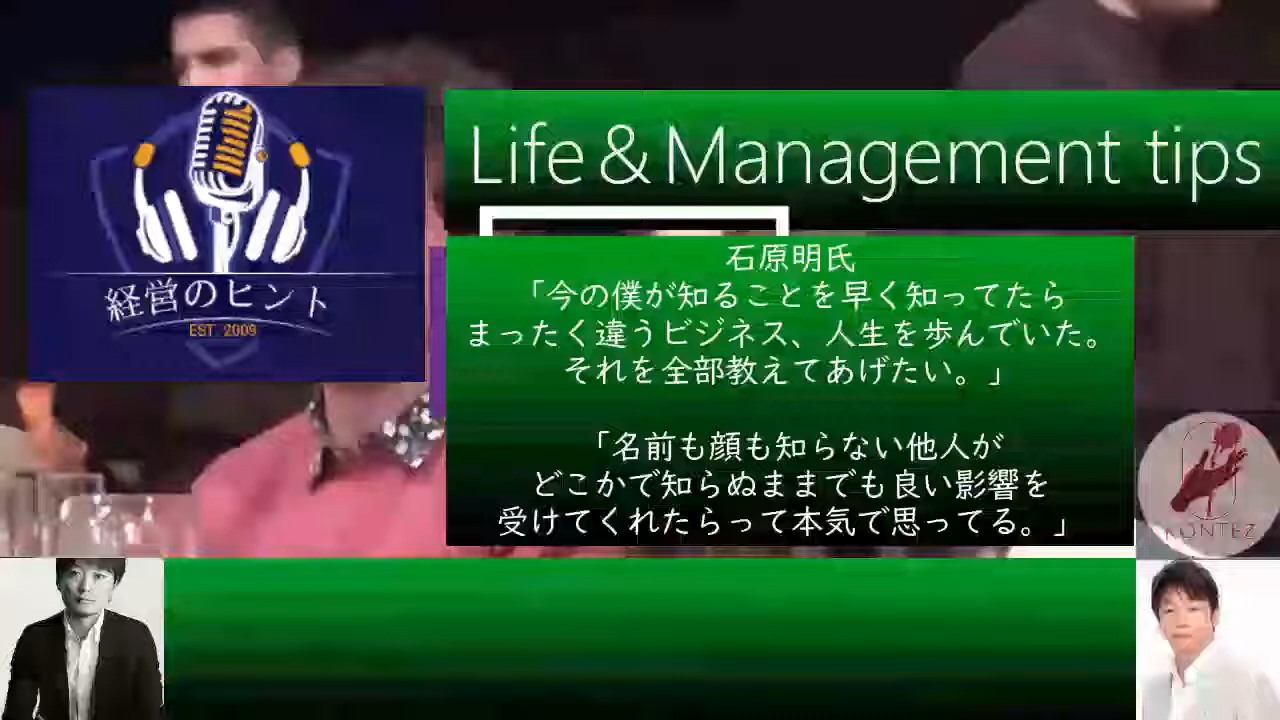 Life&Management tips
経営のヒント
EST 2009
石原明氏
「今の僕が知ることを早く知ってたら
まったく違うビジネス、人生を歩んでいた。
それを全部教えてあげたい。」
「名前も顔も知らない他人が
どこかで知らぬままでも良い影響を
受けてくれたらって本気で思ってる。」
KONTEZ